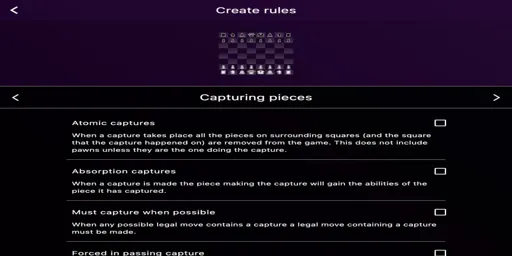 Create rules
Capturing pieces
Atomic captures
When a capture takes place all the pieces on surrounding squares (and the square
that the capture happened on) are removed from the game. This does not include
pawns unless they are the one doing the capture.
Absorption captures
When a capture is made the piece making the capture will gain the abilities of the
piece it has captured.
Must capture when possible
When any possible legal move contains a capture a legal move containing a capture
must be made.
Forced in passing capture